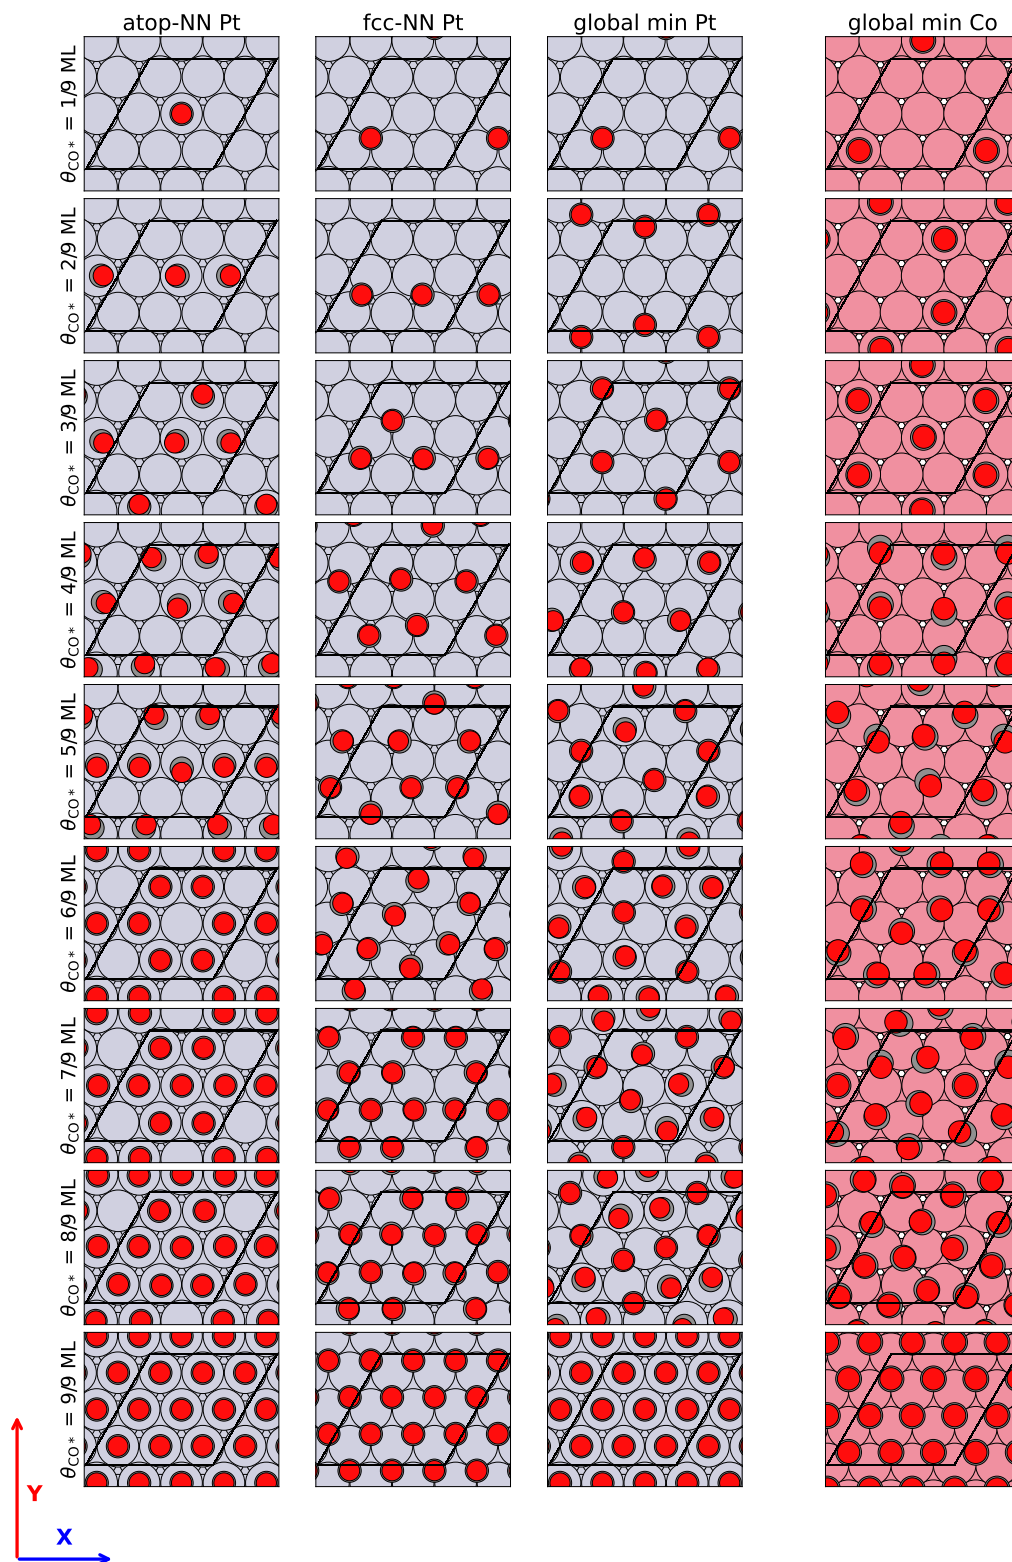 atop-NN Pt
fcc-NN Pt
global min Pt
global min Co
θCO* = 1/9 ML
θCO* = 2/9 ML
θCO* = 3/9 ML
θCO* = 4/9 ML
θCO* = 5/9 ML
θCO* = 6/9 ML
θCO* = 7/9 ML
θCO* = 8/9 ML
θCO* = 9/9 ML
Y
X